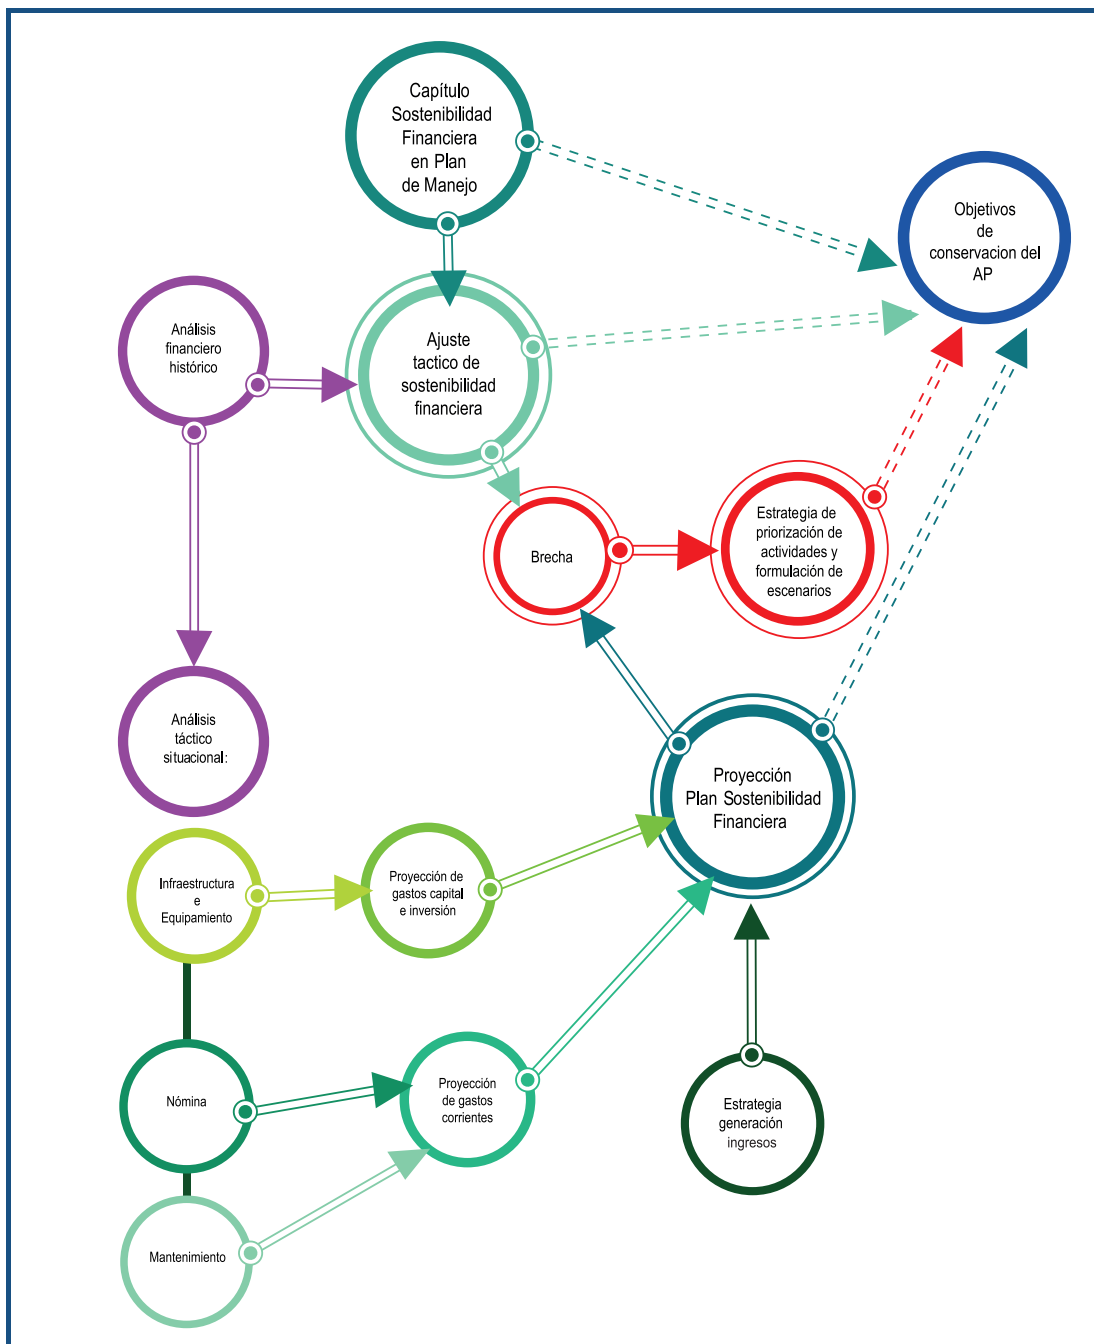 Capítulo
Sostenibilidad
Financiera
en Plan
de Manejo
Objetivos
de
conservacion del
AP
Análisis
financiero
histórico
Ajuste
tactico de
sostenibilidad
financiera
Brecha
Estrategia de
priorización de
actividades y
formulación de
escenarios
Análisis
táctico
situacional:
Proyección
Plan Sostenibilidad
Financiera
Infraestructura
e
Equipamiento
Proyección de
gastos capital
e inversión
Nómina
Proyección
de gastos
corrientes
Estrategia
generación
ingresos
Mantenimiento